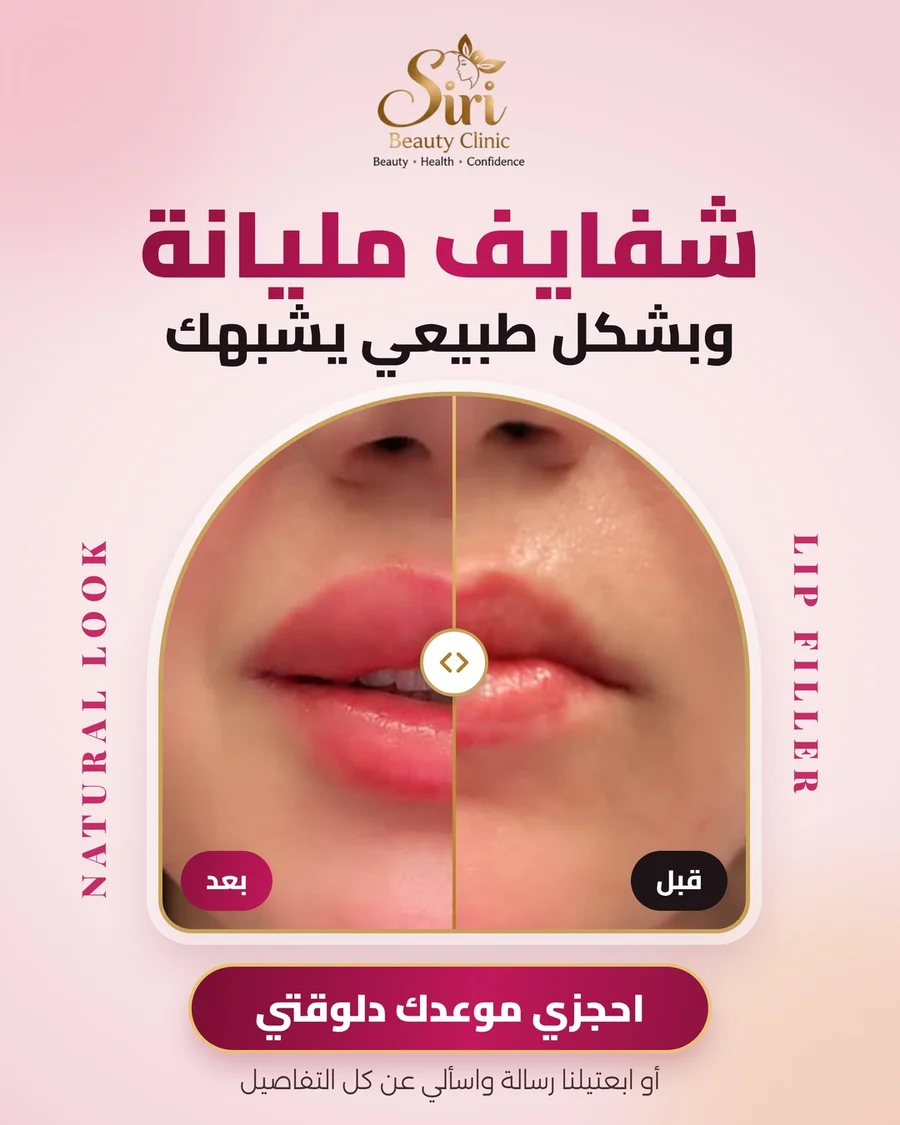 Siri
Beauty Clinic
Beauty • Health • Confidence
شفايف مليانة
وبشكل طبيعي يشبهك
NATURAL LOOK
LIP FILLER
قبل
بعد
احجزي موعدك دلوقتي
أو ابعتيلنا رسالة واسألي عن كل التفاصيل